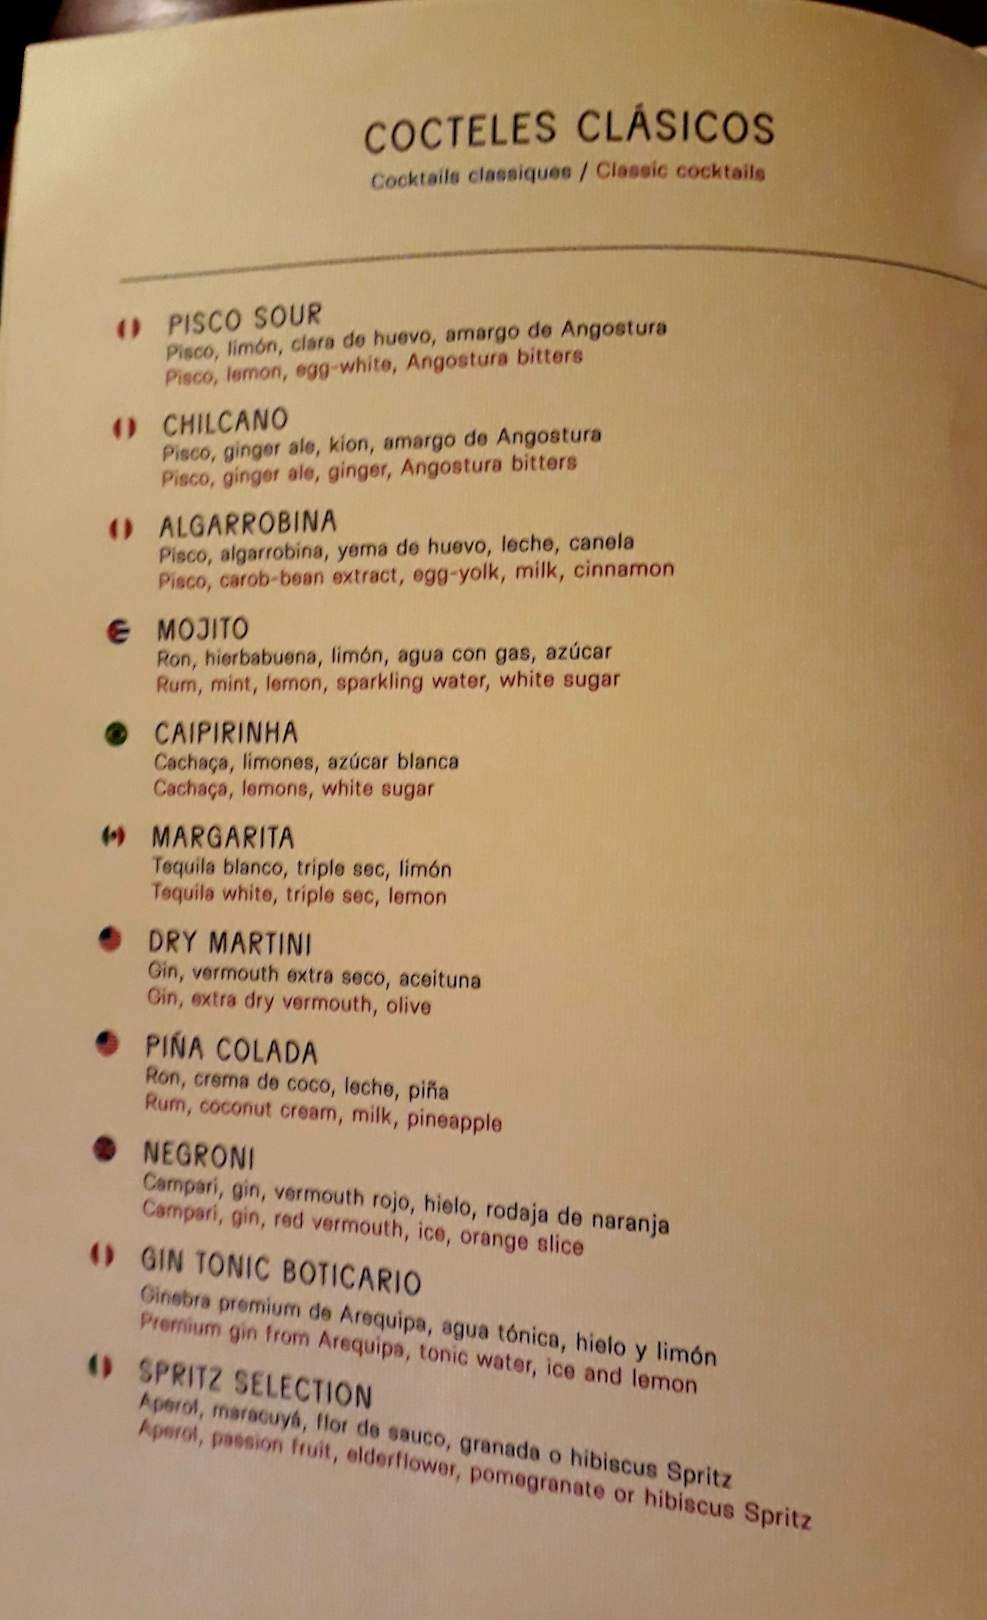 COCTELES CLÁSICOS
Cocktails classiques / Classic cocktails
PISCO SOUR
Pisco, limón, clara de huevo, amargo de Angostura
Pisco, lemon, egg-white, Angostura bitters
CHILCANO
Pisco, ginger ale, kion, amargo de Angostura
Pisco, ginger ale, ginger, Angostura bitters
ALGARROBINA
Pisco, algarrobina, yema de huevo, leche, canela
Pisco, carob-bean extract, egg-yolk, milk, cinnamon
MOJITO
Ron, hierbabuena, limón, agua con gas, azúcar
Rum, mint, lemon, sparkling water, white sugar
CAIPIRINHA
Cachaça, limones, azúcar blanca
Cachaça, lemons, white sugar
MARGARITA
Tequila blanco, triple sec, limón
Tequila white, triple sec, lemon
DRY MARTINI
Gin, vermouth extra seco, aceituna
Gin, extra dry vermouth, olive
PIÑA COLADA
Ron, crema de coco, leche, piña
Rum, coconut cream, milk, pineapple
NEGRONI
Campari, gin, vermouth rojo, hielo, rodaja de naranja
Campari, gin, red vermouth, ice, orange slice
GIN TONIC BOTICARIO
Ginebra premium de Arequipa, agua tónica, hielo y limón
Premium gin from Arequipa, tonic water, ice and lemon
SPRITZ SELECTION
Aperol, maracuyá, flor de sauco, granada o hibiscus Spritz
Aperol, passion fruit, elderflower, pomegranate or hibiscus Spritz